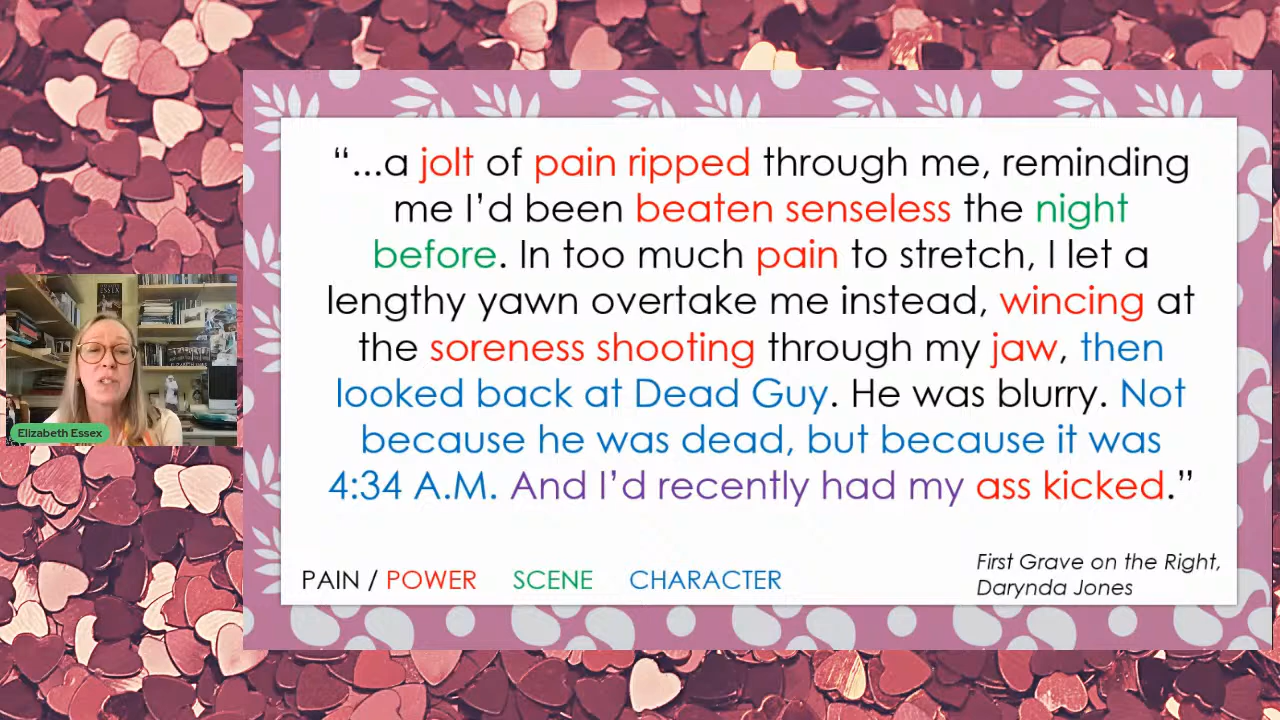 “...a jolt of pain ripped through me, reminding
me I’d been beaten senseless the night
before. In too much pain to stretch, I let a
lengthy yawn overtake me instead, wincing at
the soreness shooting through my jaw, then
looked back at Dead Guy. He was blurry. Not
because he was dead, but because it was
4:34 A.M. And I’d recently had my ass kicked.”
First Grave on the Right,
Darynda Jones
PAIN / POWER SCENE CHARACTER
Elizabeth Essex